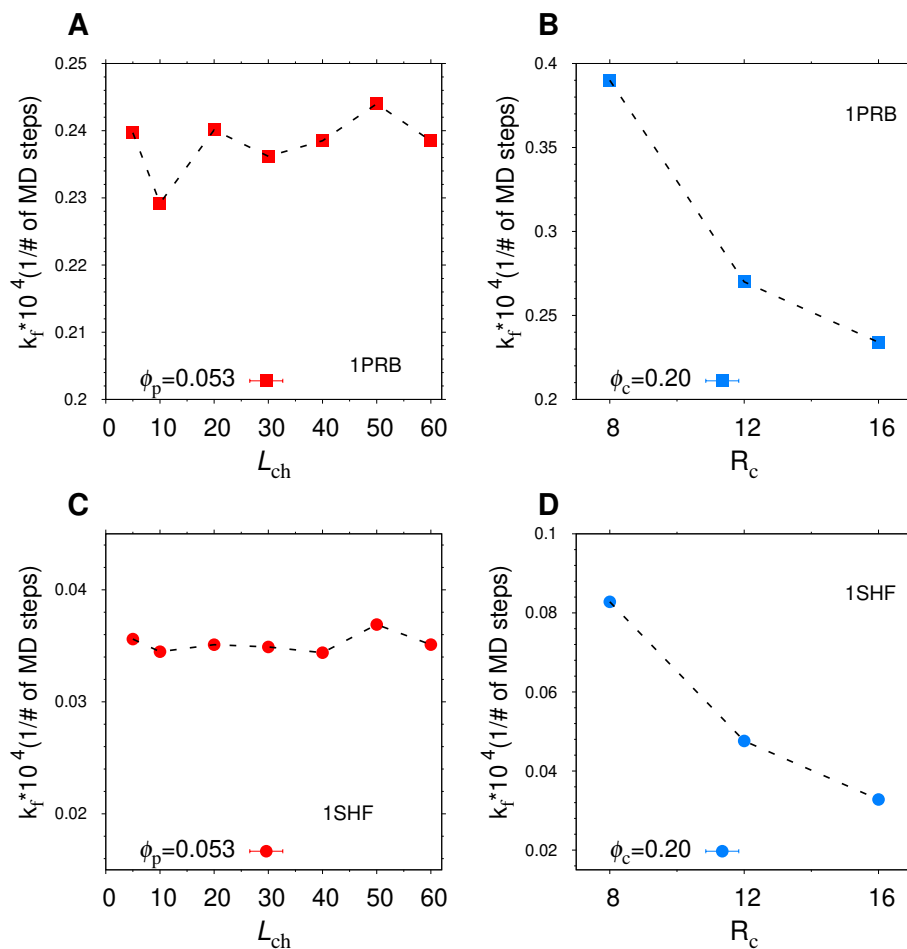 A
k_f*10^4(1/# of MD steps)
0.25
0.24
0.23
0.22
0.21
0.2
ϕ_p=0.053
1PRB
0 10 20 30 40 50 60
L_ch
B
k_f*10^4(1/# of MD steps)
0.4
0.35
0.3
0.25
0.2
1PRB
ϕ_c=0.20
8 12 16
R_c
C
k_f*10^4(1/# of MD steps)
0.04
0.03
0.02
1SHF
ϕ_p=0.053
0 10 20 30 40 50 60
L_ch
D
k_f*10^4(1/# of MD steps)
0.1
0.08
0.06
0.04
0.02
1SHF
ϕ_c=0.20
8 12 16
R_c